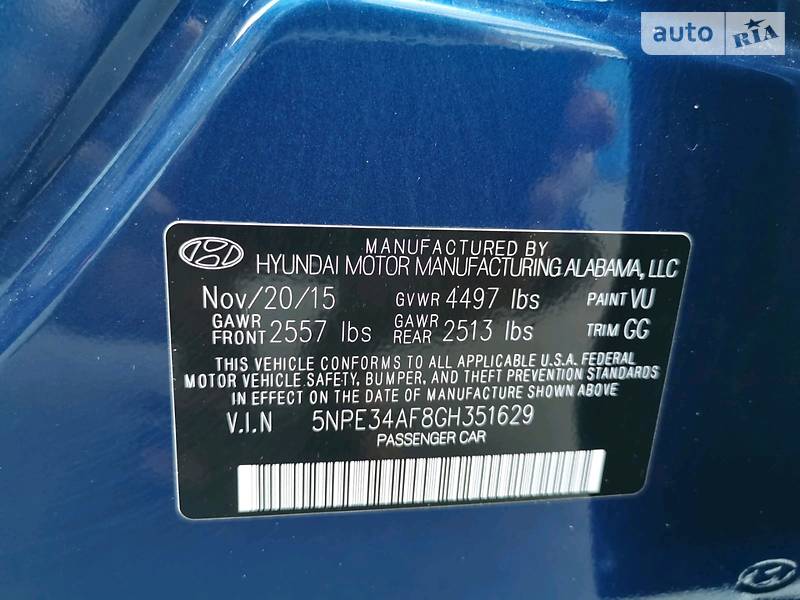 auto RIA
MANUFACTURED BY
HYUNDAI MOTOR MANUFACTURING ALABAMA, LLC
Nov/20/15 GVWR 4497 lbs PAINT VU
GAWR FRONT 2557 lbs GAWR REAR 2513 lbs TRIM GG
THIS VEHICLE CONFORMS TO ALL APPLICABLE U.S.A. FEDERAL
MOTOR VEHICLE SAFETY, BUMPER, AND THEFT PREVENTION STANDARDS
IN EFFECT ON THE DATE OF MANUFACTURE SHOWN ABOVE.
V.I.N 5NPE34AF8GH351629
PASSENGER CAR